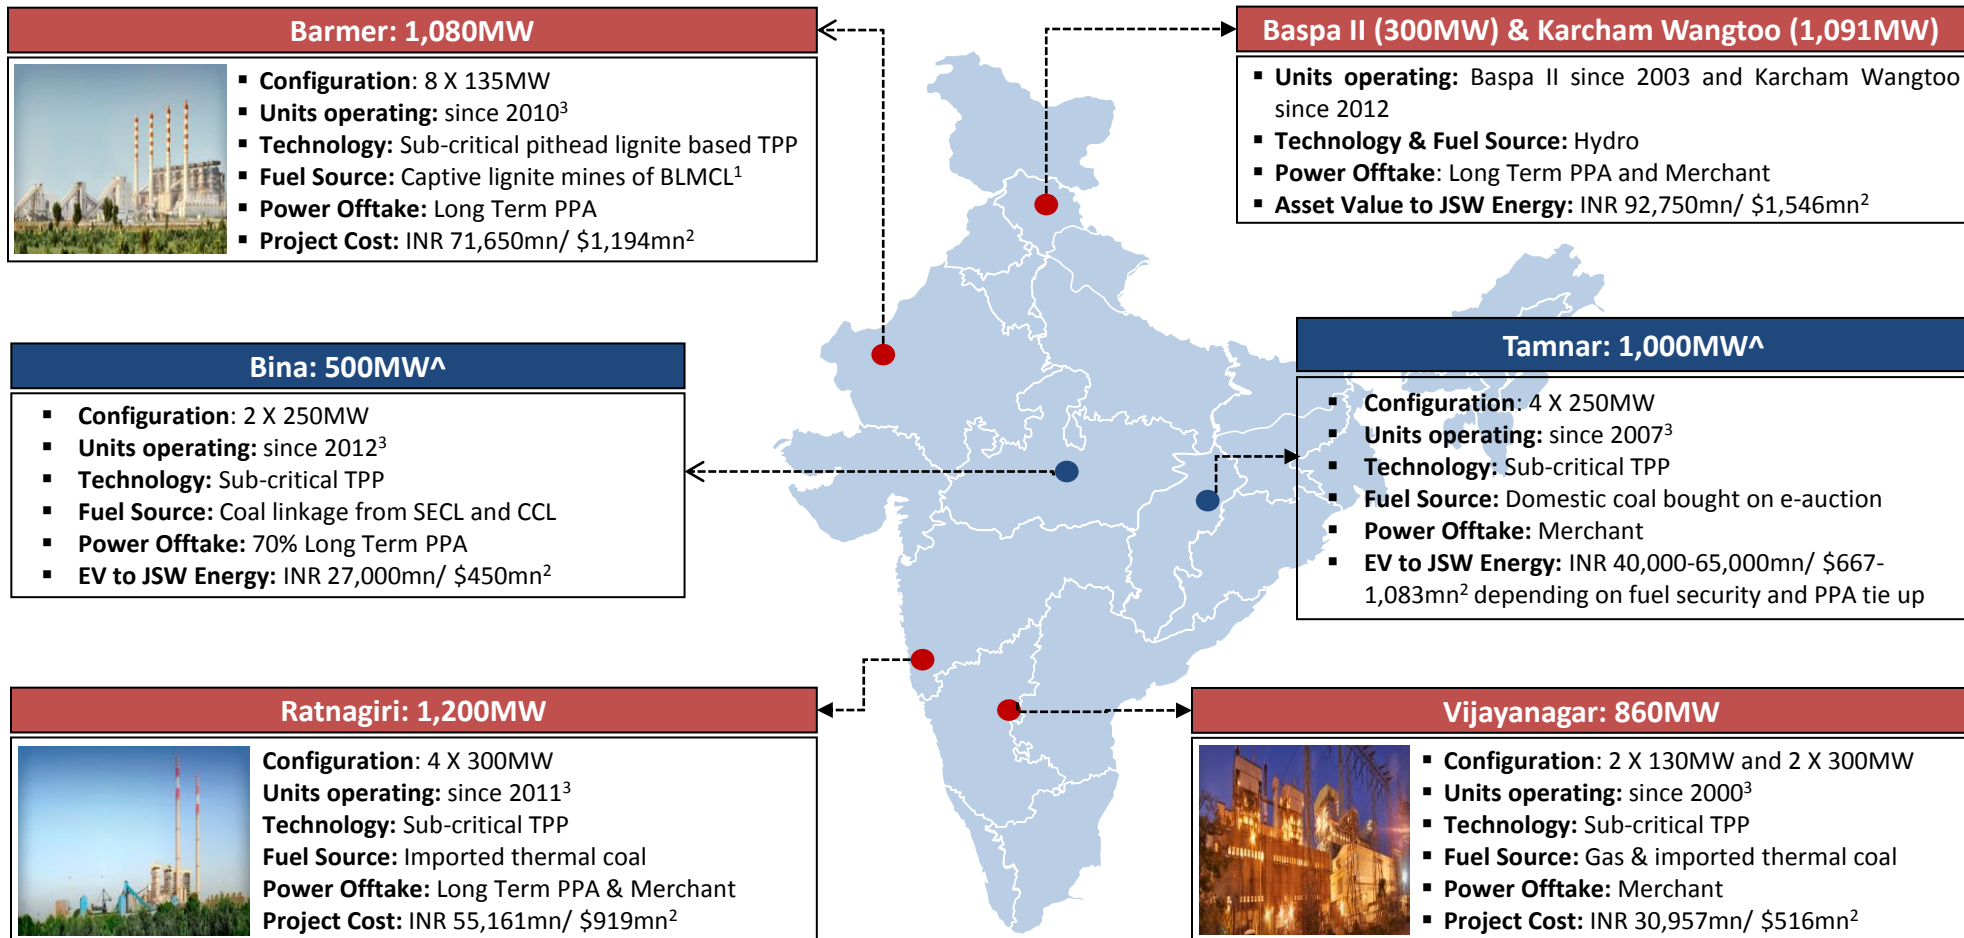 Barmer: 1,080MW
▪ Configuration: 8 X 135MW
▪ Units operating: since 2010³
▪ Technology: Sub-critical pithead lignite based TPP
▪ Fuel Source: Captive lignite mines of BLMCL¹
▪ Power Offtake: Long Term PPA
▪ Project Cost: INR 71,650mn/ $1,194mn²
Baspa II (300MW) & Karcham Wangtoo (1,091MW)
▪ Units operating: Baspa II since 2003 and Karcham Wangtoo
since 2012
▪ Technology & Fuel Source: Hydro
▪ Power Offtake: Long Term PPA and Merchant
▪ Asset Value to JSW Energy: INR 92,750mn/ $1,546mn²
Bina: 500MW^
▪ Configuration: 2 X 250MW
▪ Units operating: since 2012³
▪ Technology: Sub-critical TPP
▪ Fuel Source: Coal linkage from SECL and CCL
▪ Power Offtake: 70% Long Term PPA
▪ EV to JSW Energy: INR 27,000mn/ $450mn²
Tamnar: 1,000MW^
▪ Configuration: 4 X 250MW
▪ Units operating: since 2007³
▪ Technology: Sub-critical TPP
▪ Fuel Source: Domestic coal bought on e-auction
▪ Power Offtake: Merchant
▪ EV to JSW Energy: INR 40,000-65,000mn/ $667-
1,083mn² depending on fuel security and PPA tie up
Ratnagiri: 1,200MW
Configuration: 4 X 300MW
Units operating: since 2011³
Technology: Sub-critical TPP
Fuel Source: Imported thermal coal
Power Offtake: Long Term PPA & Merchant
Project Cost: INR 55,161mn/ $919mn²
Vijayanagar: 860MW
▪ Configuration: 2 X 130MW and 2 X 300MW
▪ Units operating: since 2000³
▪ Technology: Sub-critical TPP
▪ Fuel Source: Gas & imported thermal coal
▪ Power Offtake: Merchant
▪ Project Cost: INR 30,957mn/ $516mn²